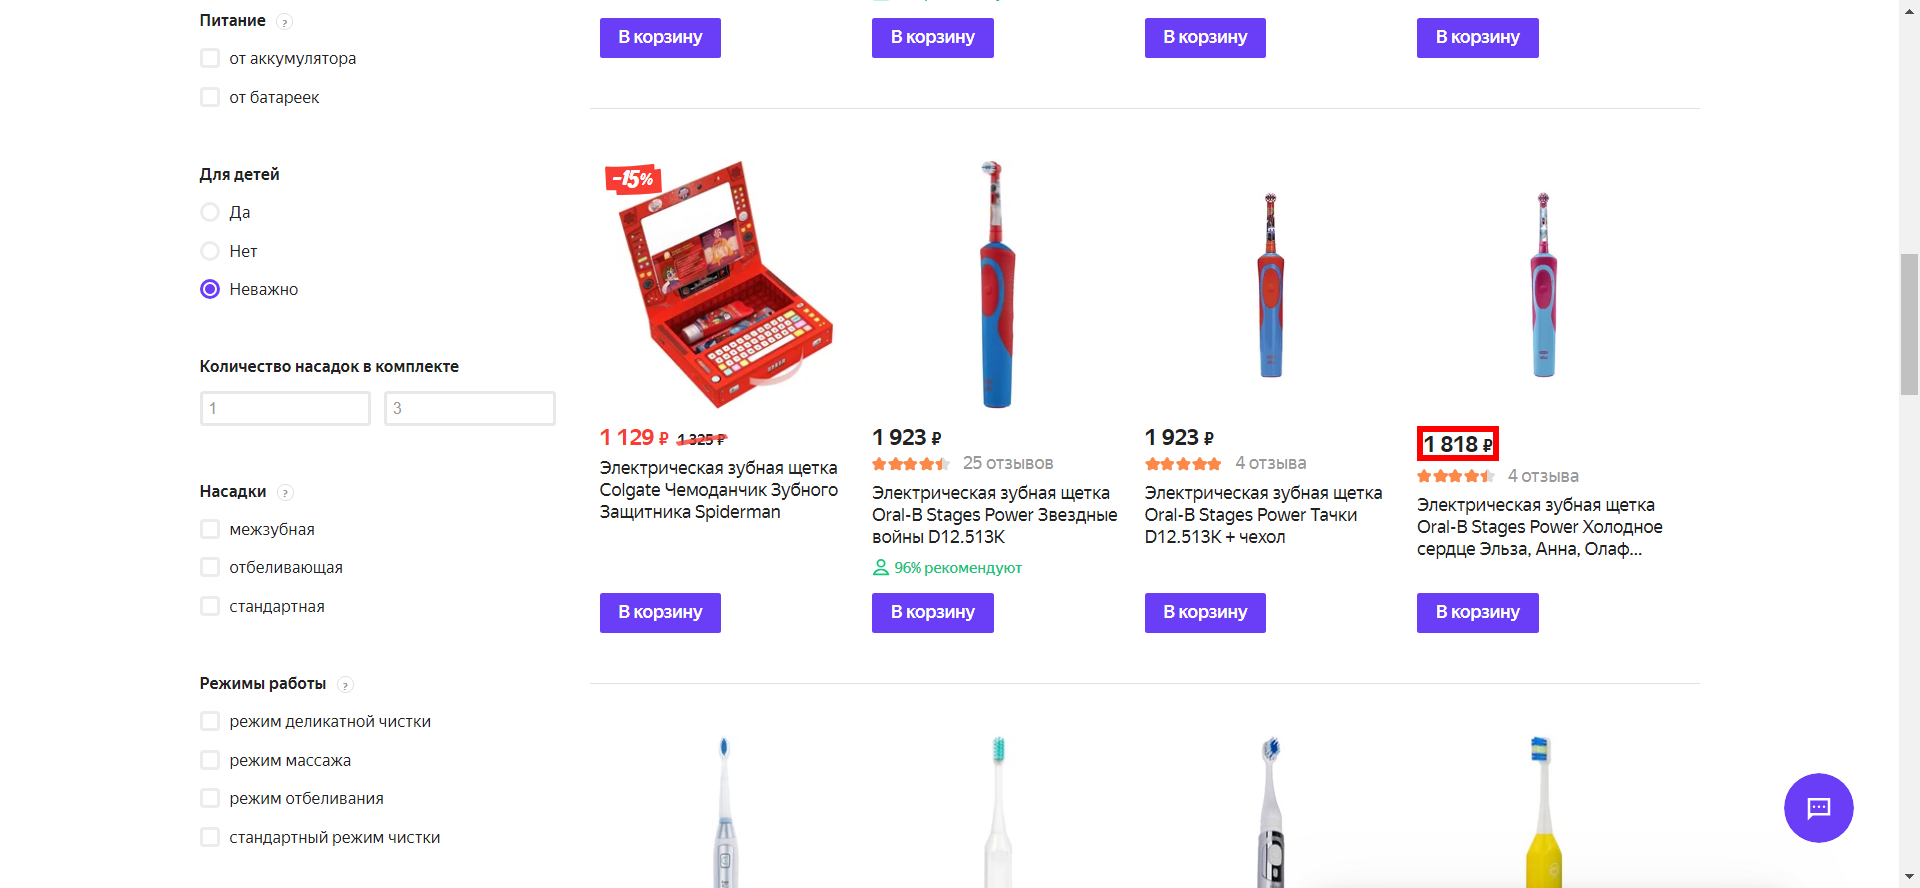 Питание ?
от аккумулятора
от батареек
Для детей
Да
Нет
Неважно
Количество насадок в комплекте
1 3
Насадки ?
межзубная
отбеливающая
стандартная
Режимы работы ?
режим деликатной чистки
режим массажа
режим отбеливания
стандартный режим чистки
В корзину В корзину В корзину В корзину
-15%
1 129 ₽ 1 325 ₽
Электрическая зубная щетка
Colgate Чемоданчик Зубного
Защитника Spiderman
В корзину
1 923 ₽
25 отзывов
Электрическая зубная щетка
Oral-B Stages Power Звездные
войны D12.513K
96% рекомендуют
В корзину
1 923 ₽
4 отзыва
Электрическая зубная щетка
Oral-B Stages Power Тачки
D12.513K + чехол
В корзину
1 818 ₽
4 отзыва
Электрическая зубная щетка
Oral-B Stages Power Холодное
сердце Эльза, Анна, Олаф...
В корзину